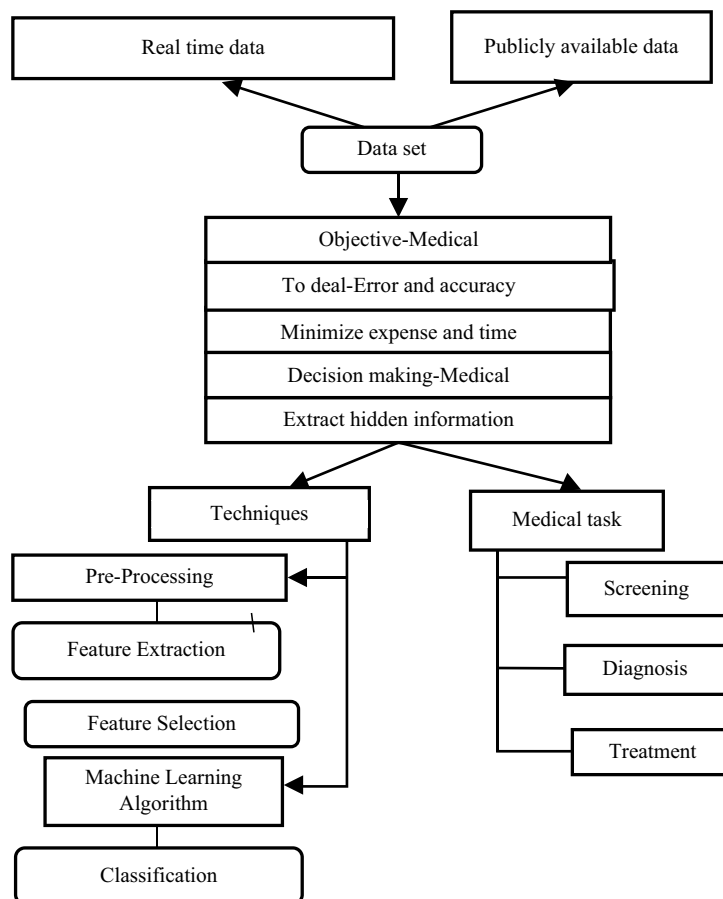 Real time data
Publicly available data
Data set
Objective-Medical
To deal-Error and accuracy
Minimize expense and time
Decision making-Medical
Extract hidden information
Techniques
Medical task
Pre-Processing
Screening
Feature Extraction
Diagnosis
Feature Selection
Treatment
Machine Learning
Algorithm
Classification